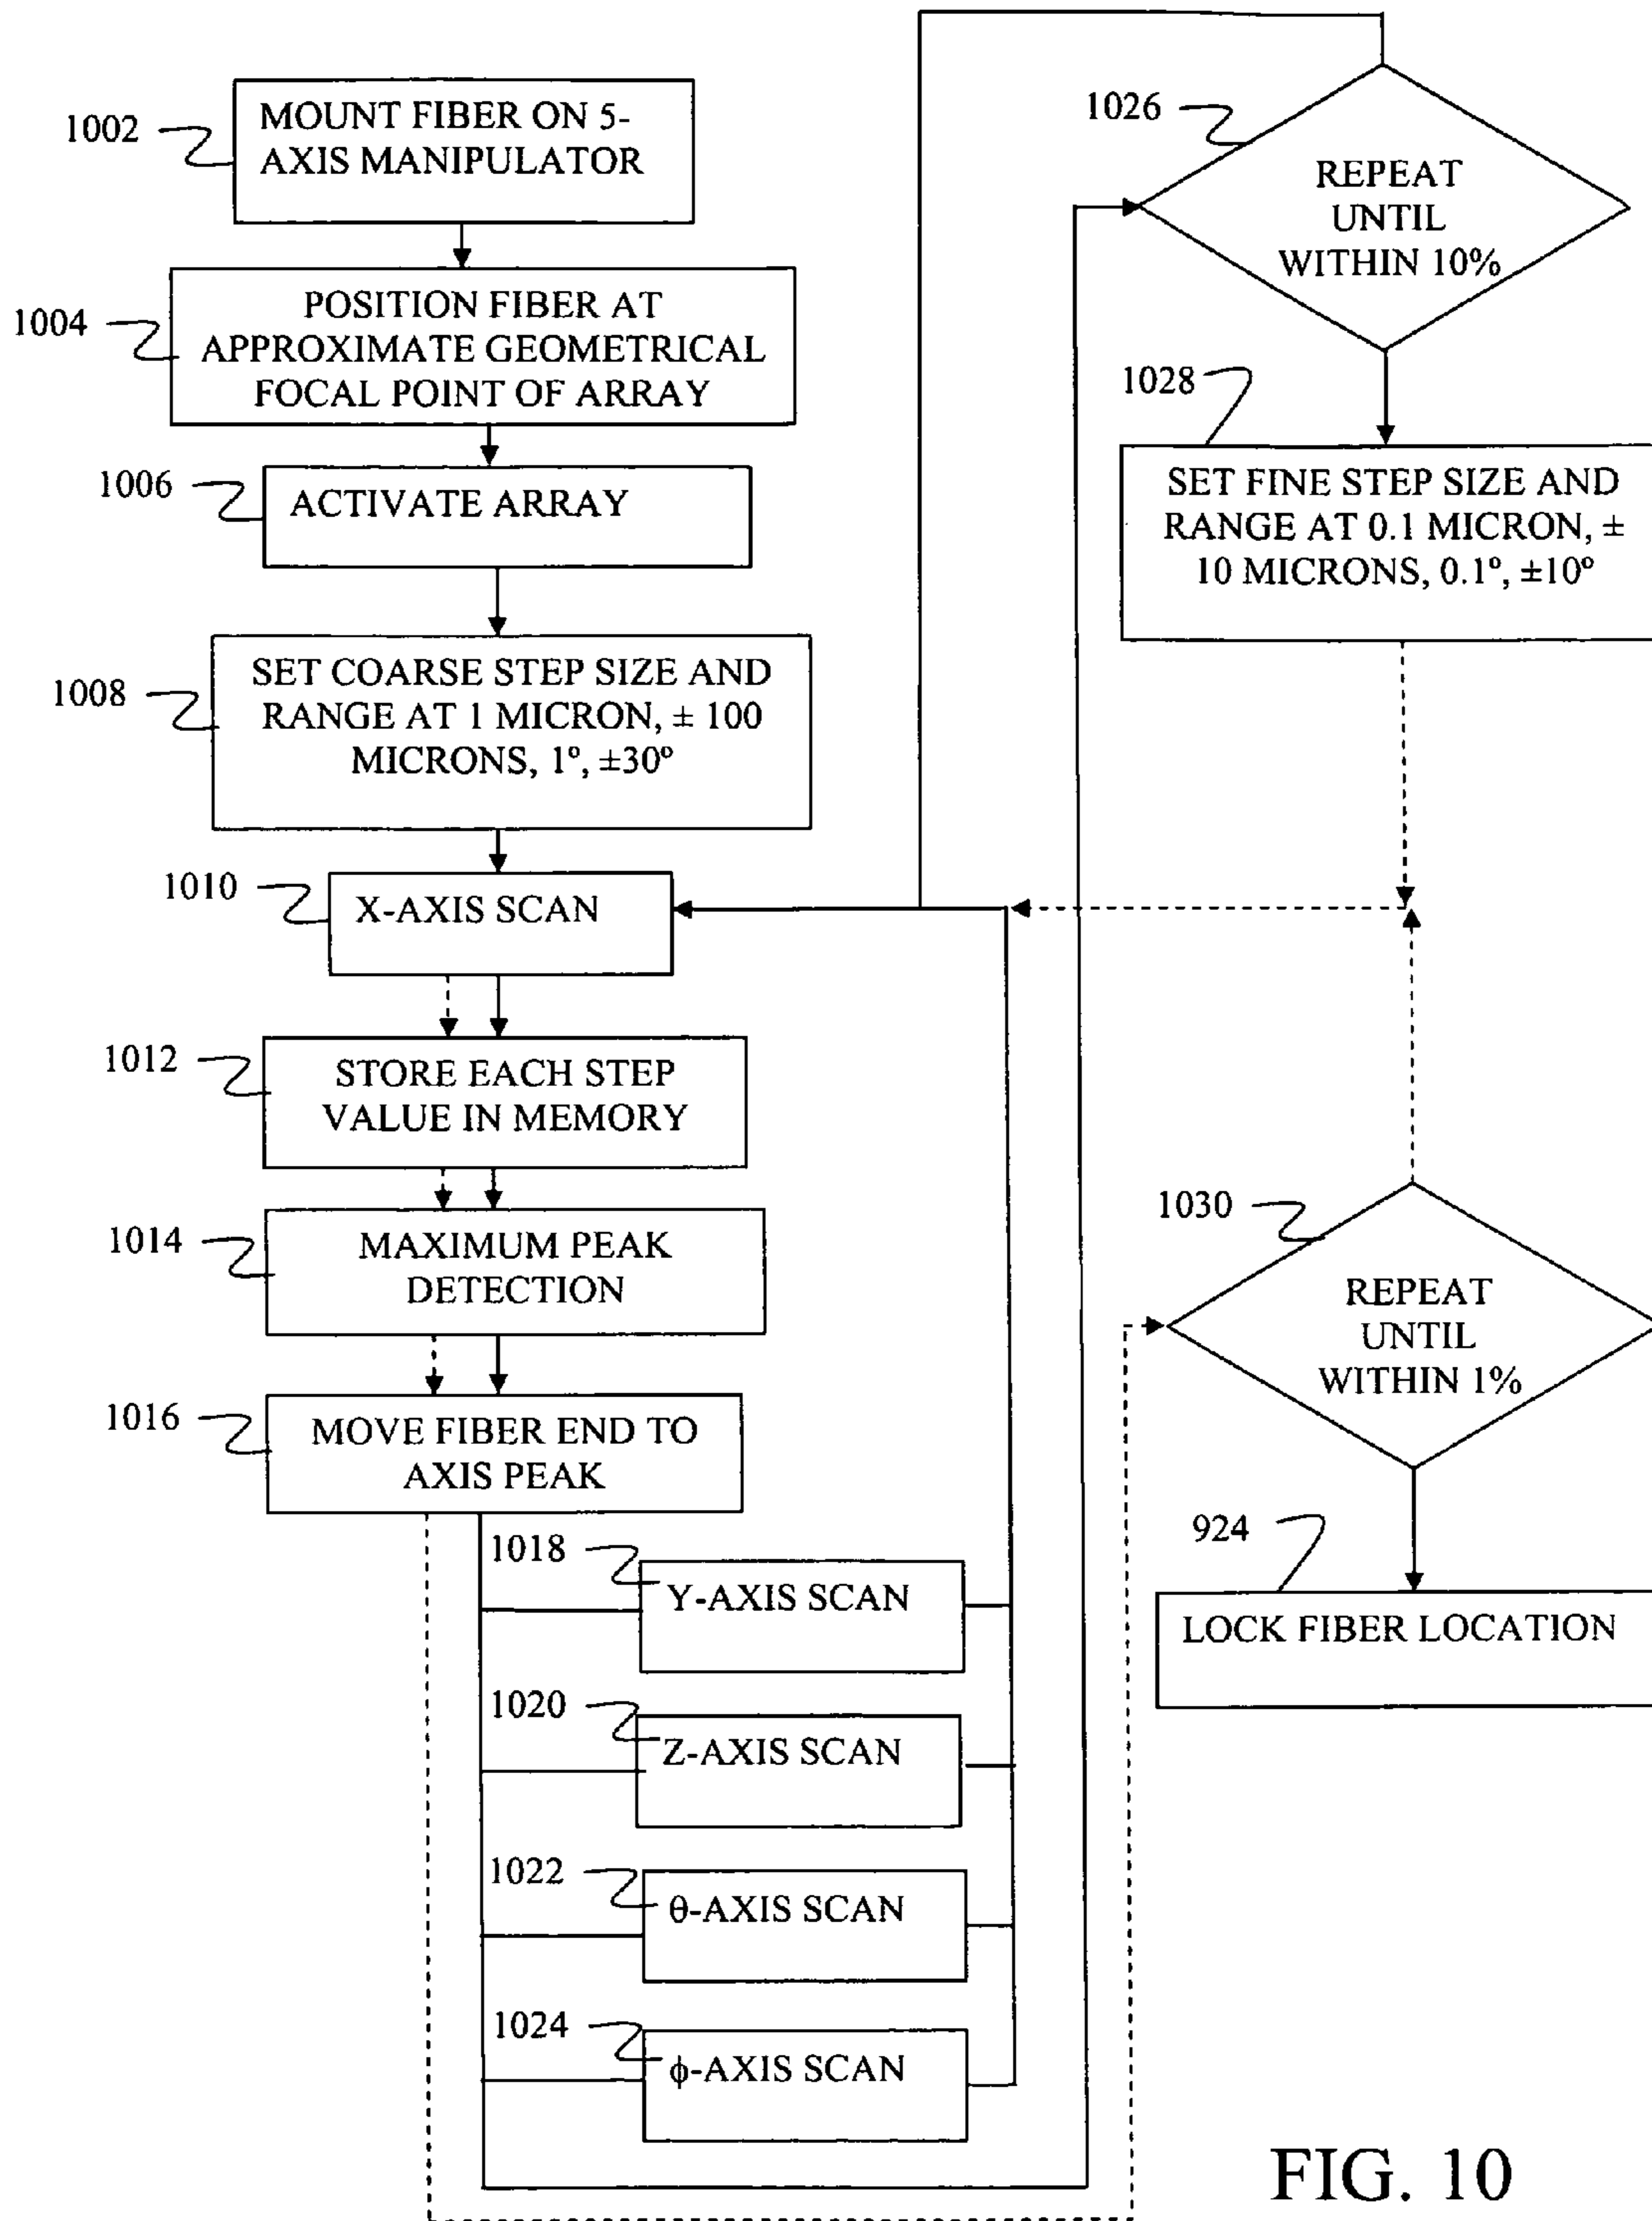 1002
MOUNT FIBER ON 5-
AXIS MANIPULATOR
1004
POSITION FIBER AT
APPROXIMATE GEOMETRICAL
FOCAL POINT OF ARRAY
1006
ACTIVATE ARRAY
1008
SET COARSE STEP SIZE AND
RANGE AT 1 MICRON, ± 100
MICRONS, 1º, ±30º
1010
X-AXIS SCAN
1012
STORE EACH STEP
VALUE IN MEMORY
1014
MAXIMUM PEAK
DETECTION
1016
MOVE FIBER END TO
AXIS PEAK
1018
Y-AXIS SCAN
1020
Z-AXIS SCAN
1022
θ-AXIS SCAN
1024
ϕ-AXIS SCAN
1026
REPEAT
UNTIL
WITHIN 10%
1028
SET FINE STEP SIZE AND
RANGE AT 0.1 MICRON, ±
10 MICRONS, 0.1º, ±10º
1030
REPEAT
UNTIL
WITHIN 1%
924
LOCK FIBER LOCATION
FIG. 10